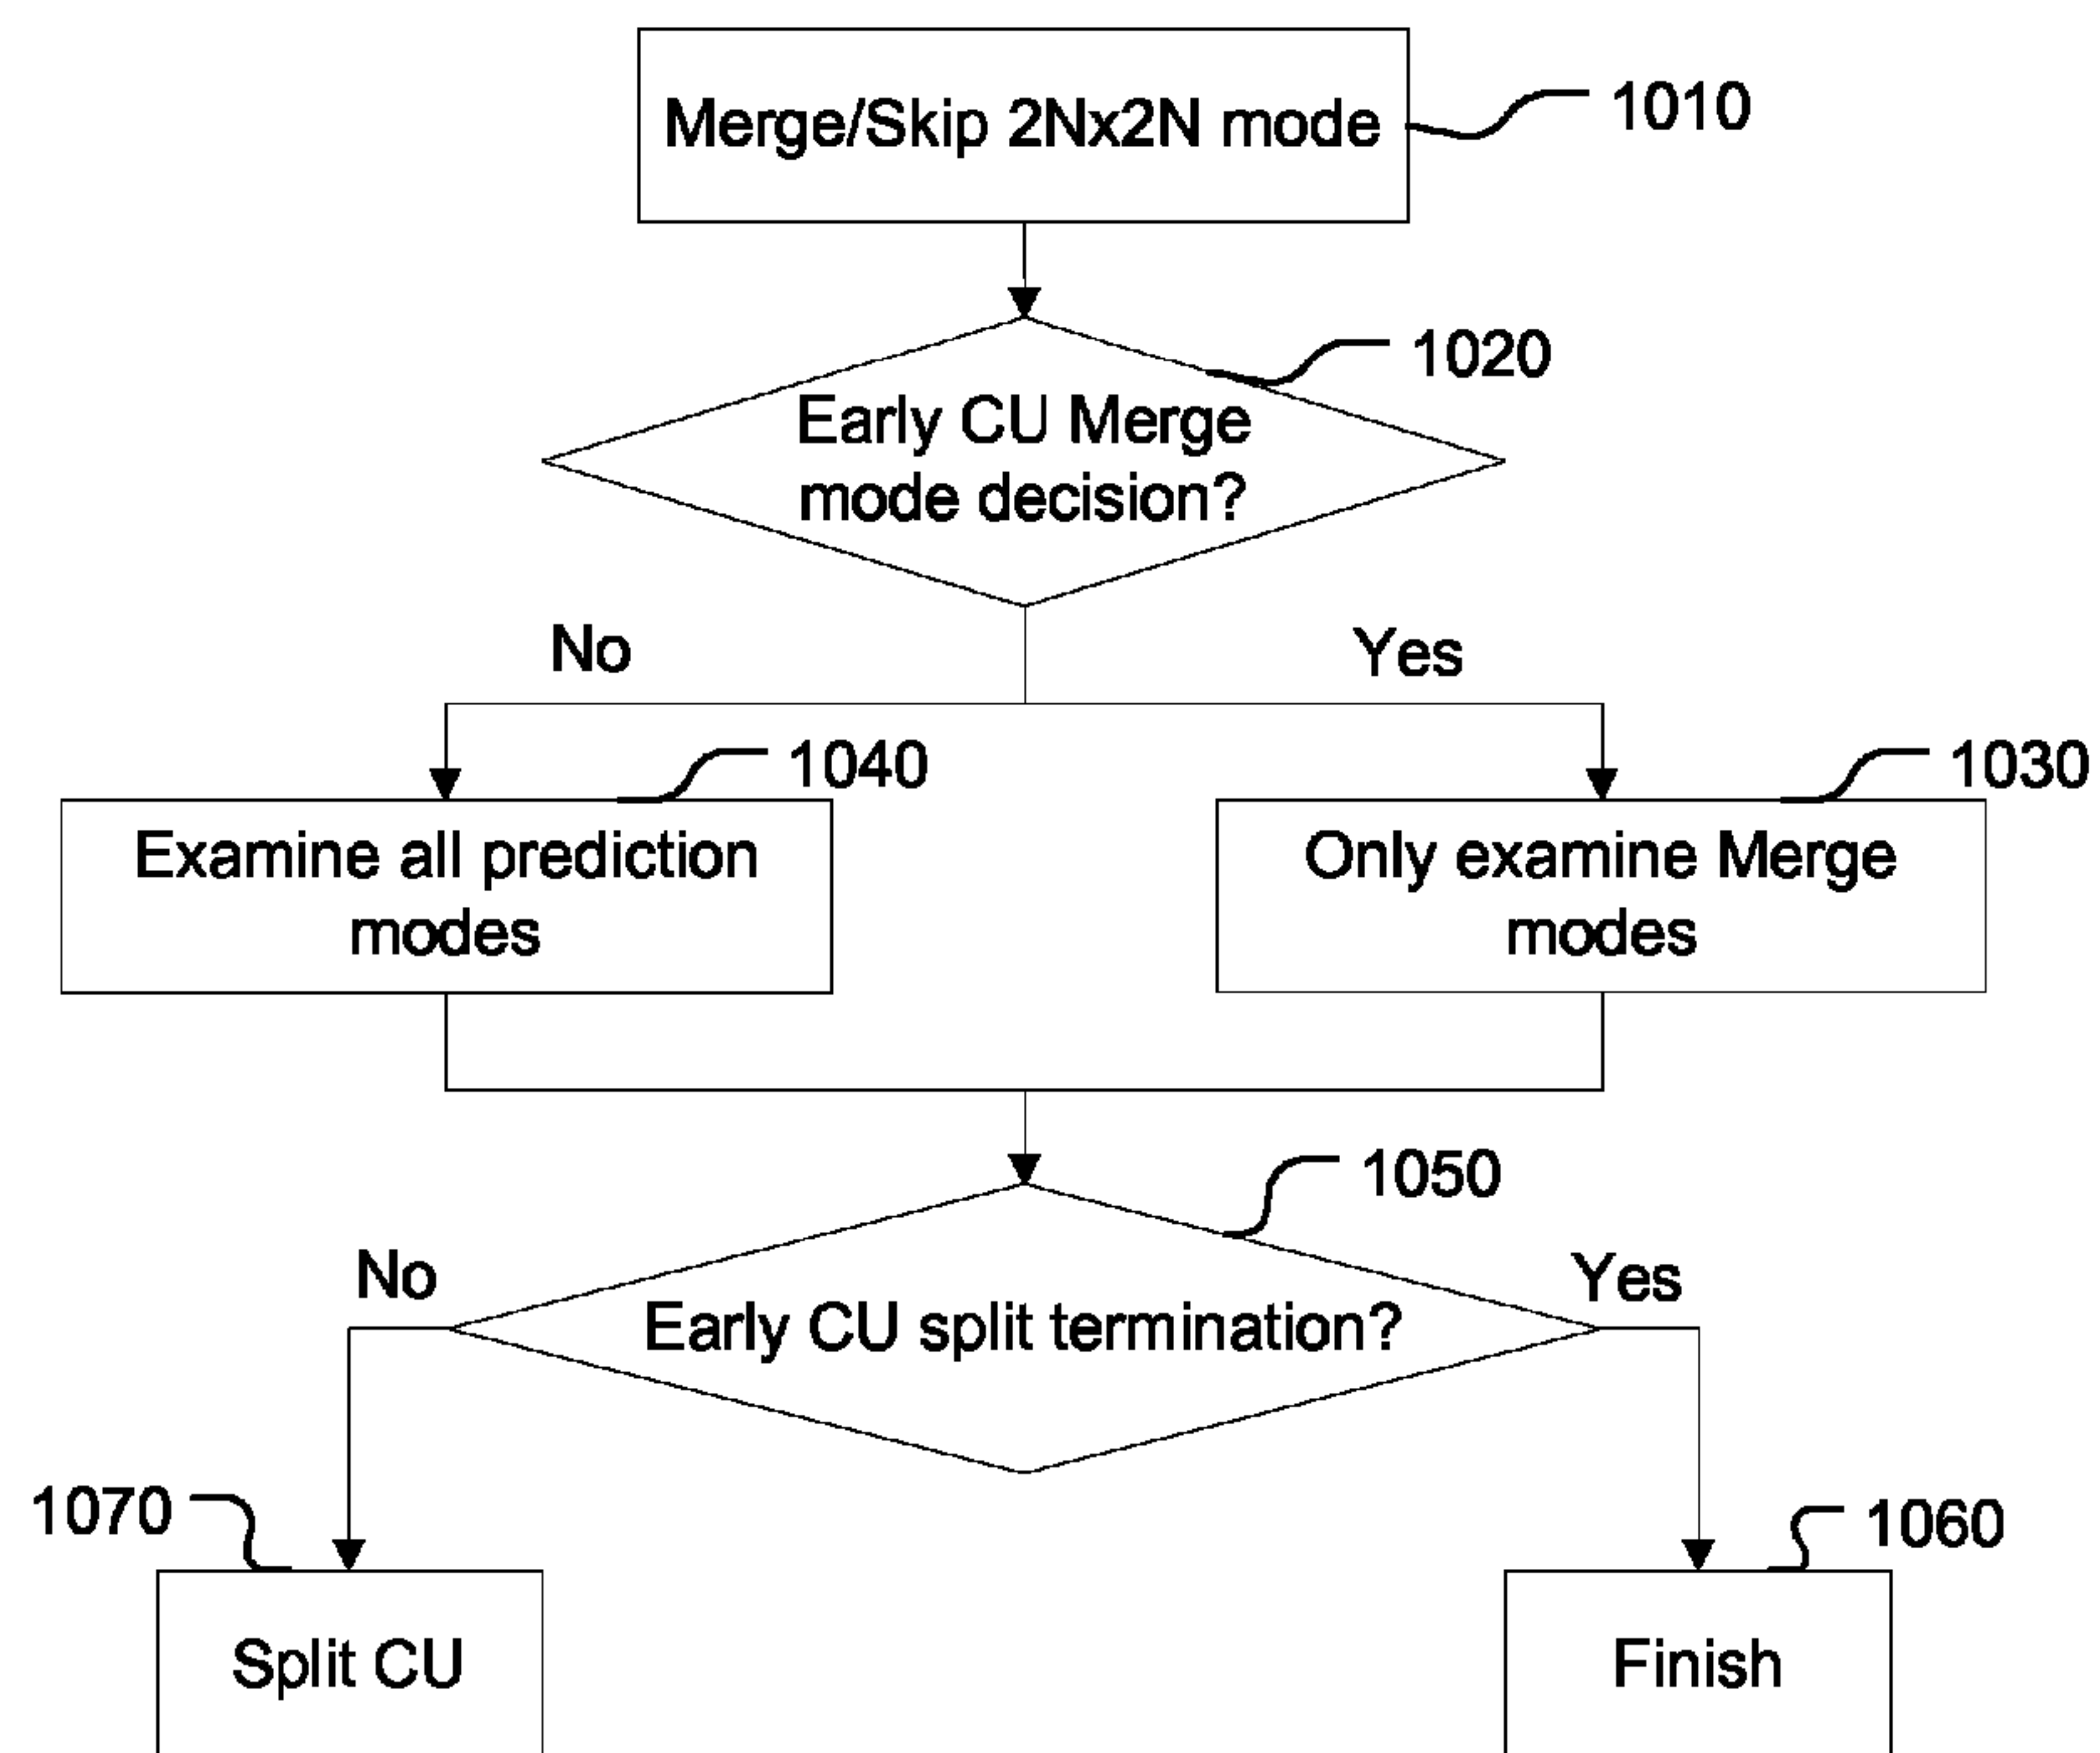 Merge/Skip 2Nx2N mode
1010
1020
Early CU Merge
mode decision?
No
Yes
1040
1030
Examine all prediction
modes
Only examine Merge
modes
1050
No
Yes
Early CU split termination?
1070
1060
Split CU
Finish